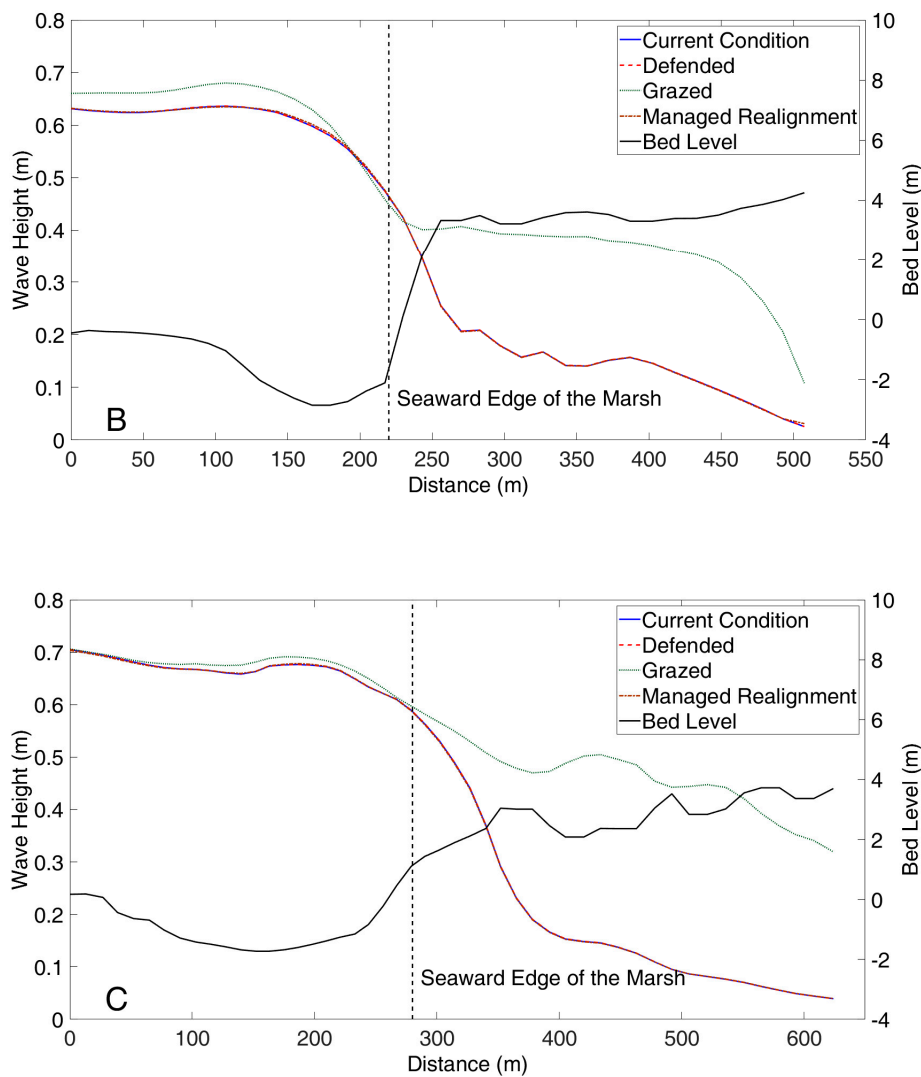 0.8
0.7
0.6
0.5
0.4
0.3
0.2
0.1
0
Wave Height (m)
10
8
6
4
2
0
-2
-4
Bed Level (m)
Current Condition
Defended
Grazed
Managed Realignment
Bed Level
Seaward Edge of the Marsh
B
0 50 100 150 200 250 300 350 400 450 500 550
Distance (m)
0.8
0.7
0.6
0.5
0.4
0.3
0.2
0.1
0
Wave Height (m)
10
8
6
4
2
0
-2
-4
Bed Level (m)
Current Condition
Defended
Grazed
Managed Realignment
Bed Level
Seaward Edge of the Marsh
C
0 100 200 300 400 500 600
Distance (m)